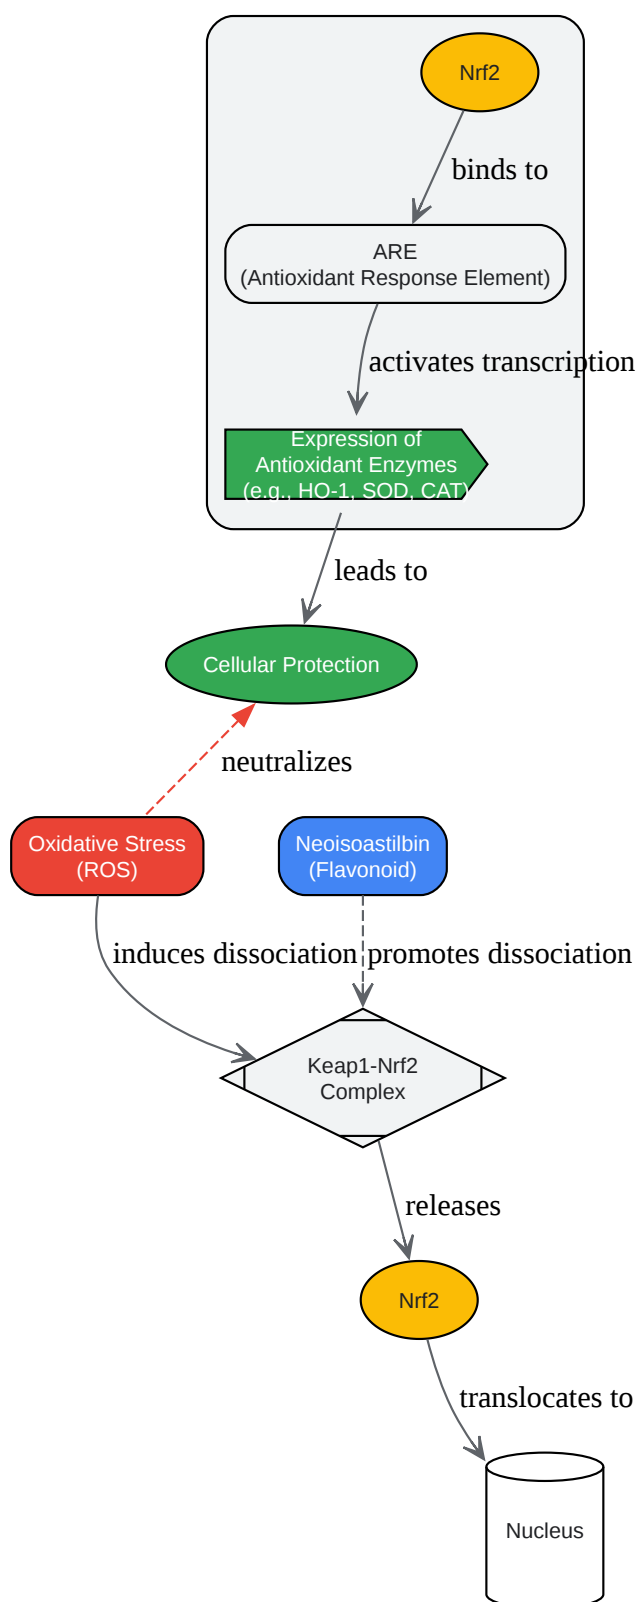 Nrf2
binds to
ARE
(Antioxidant Response Element)
activates transcription
Expression of
Antioxidant Enzymes
(e.g., HO-1, SOD, CAT)
leads to
Cellular Protection
neutralizes
Oxidative Stress
(ROS)
Neoisoastilbin
(Flavonoid)
induces dissociation
promotes dissociation
Keap1-Nrf2
Complex
releases
Nrf2
translocates to
Nucleus